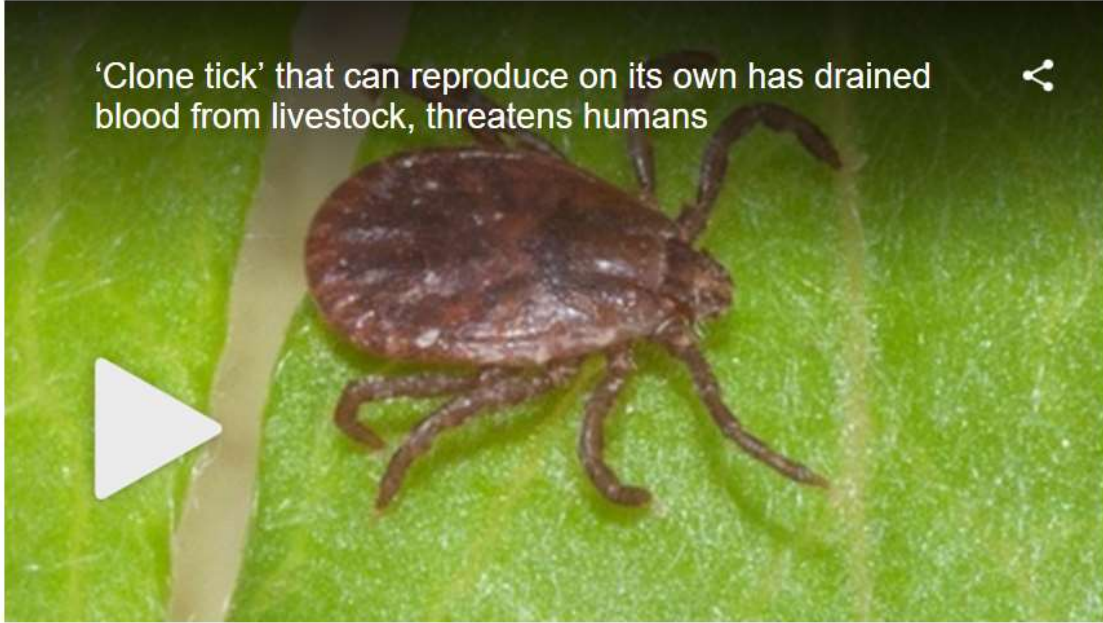 ‘Clone tick’ that can reproduce on its own has drained
blood from livestock, threatens humans